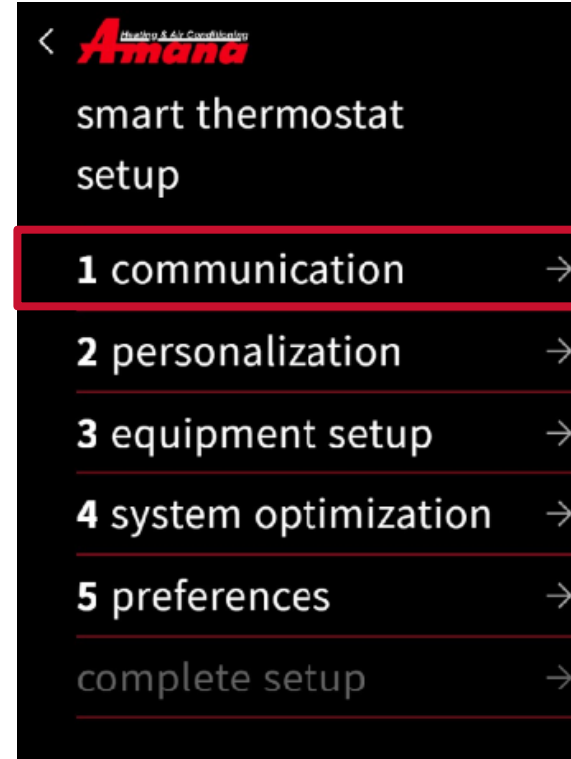 Heating & Air Conditioning
Amana
smart thermostat
setup
1 communication
2 personalization
3 equipment setup
4 system optimization
5 preferences
complete setup